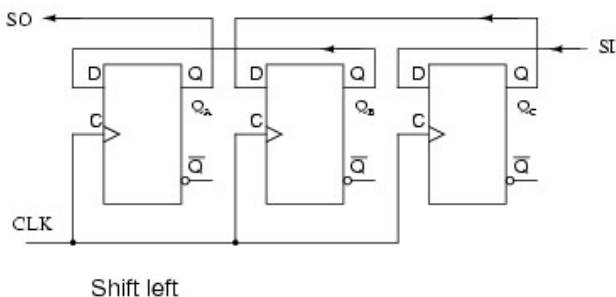 SO
SI
D Q D Q D Q
Q_A Q_B Q_C
C C C
Q̅ Q̅ Q̅
CLK
Shift left